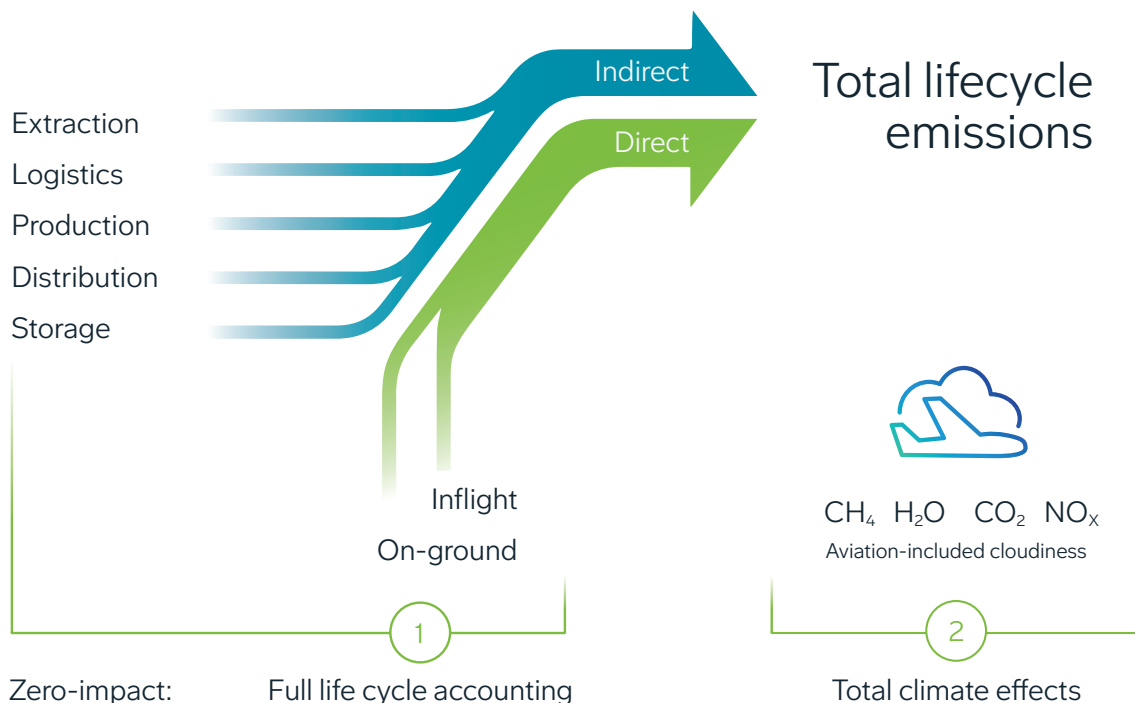 Indirect
Direct
Total lifecycle
emissions
Extraction
Logistics
Production
Distribution
Storage
Inflight
On-ground
CH₄ H₂O CO₂ NOₓ
Aviation-included cloudiness
1
2
Zero-impact: Full life cycle accounting Total climate effects